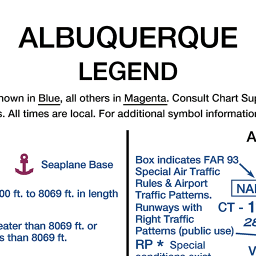 ALBUQUERQUE
LEGEND
hown in Blue, all others in Magenta. Consult Chart Su
s. All times are local. For additional symbol information
Seaplane Base
00 ft. to 8069 ft. in length
eater than 8069 ft. or
s than 8069 ft.
A
Box indicates FAR 93
Special Air Traffic
Rules & Airport
Traffic Patterns.
NA
Runways with
Right Traffic
Patterns (public use)
CT - 1
28
RP * Special
conditions exist
V